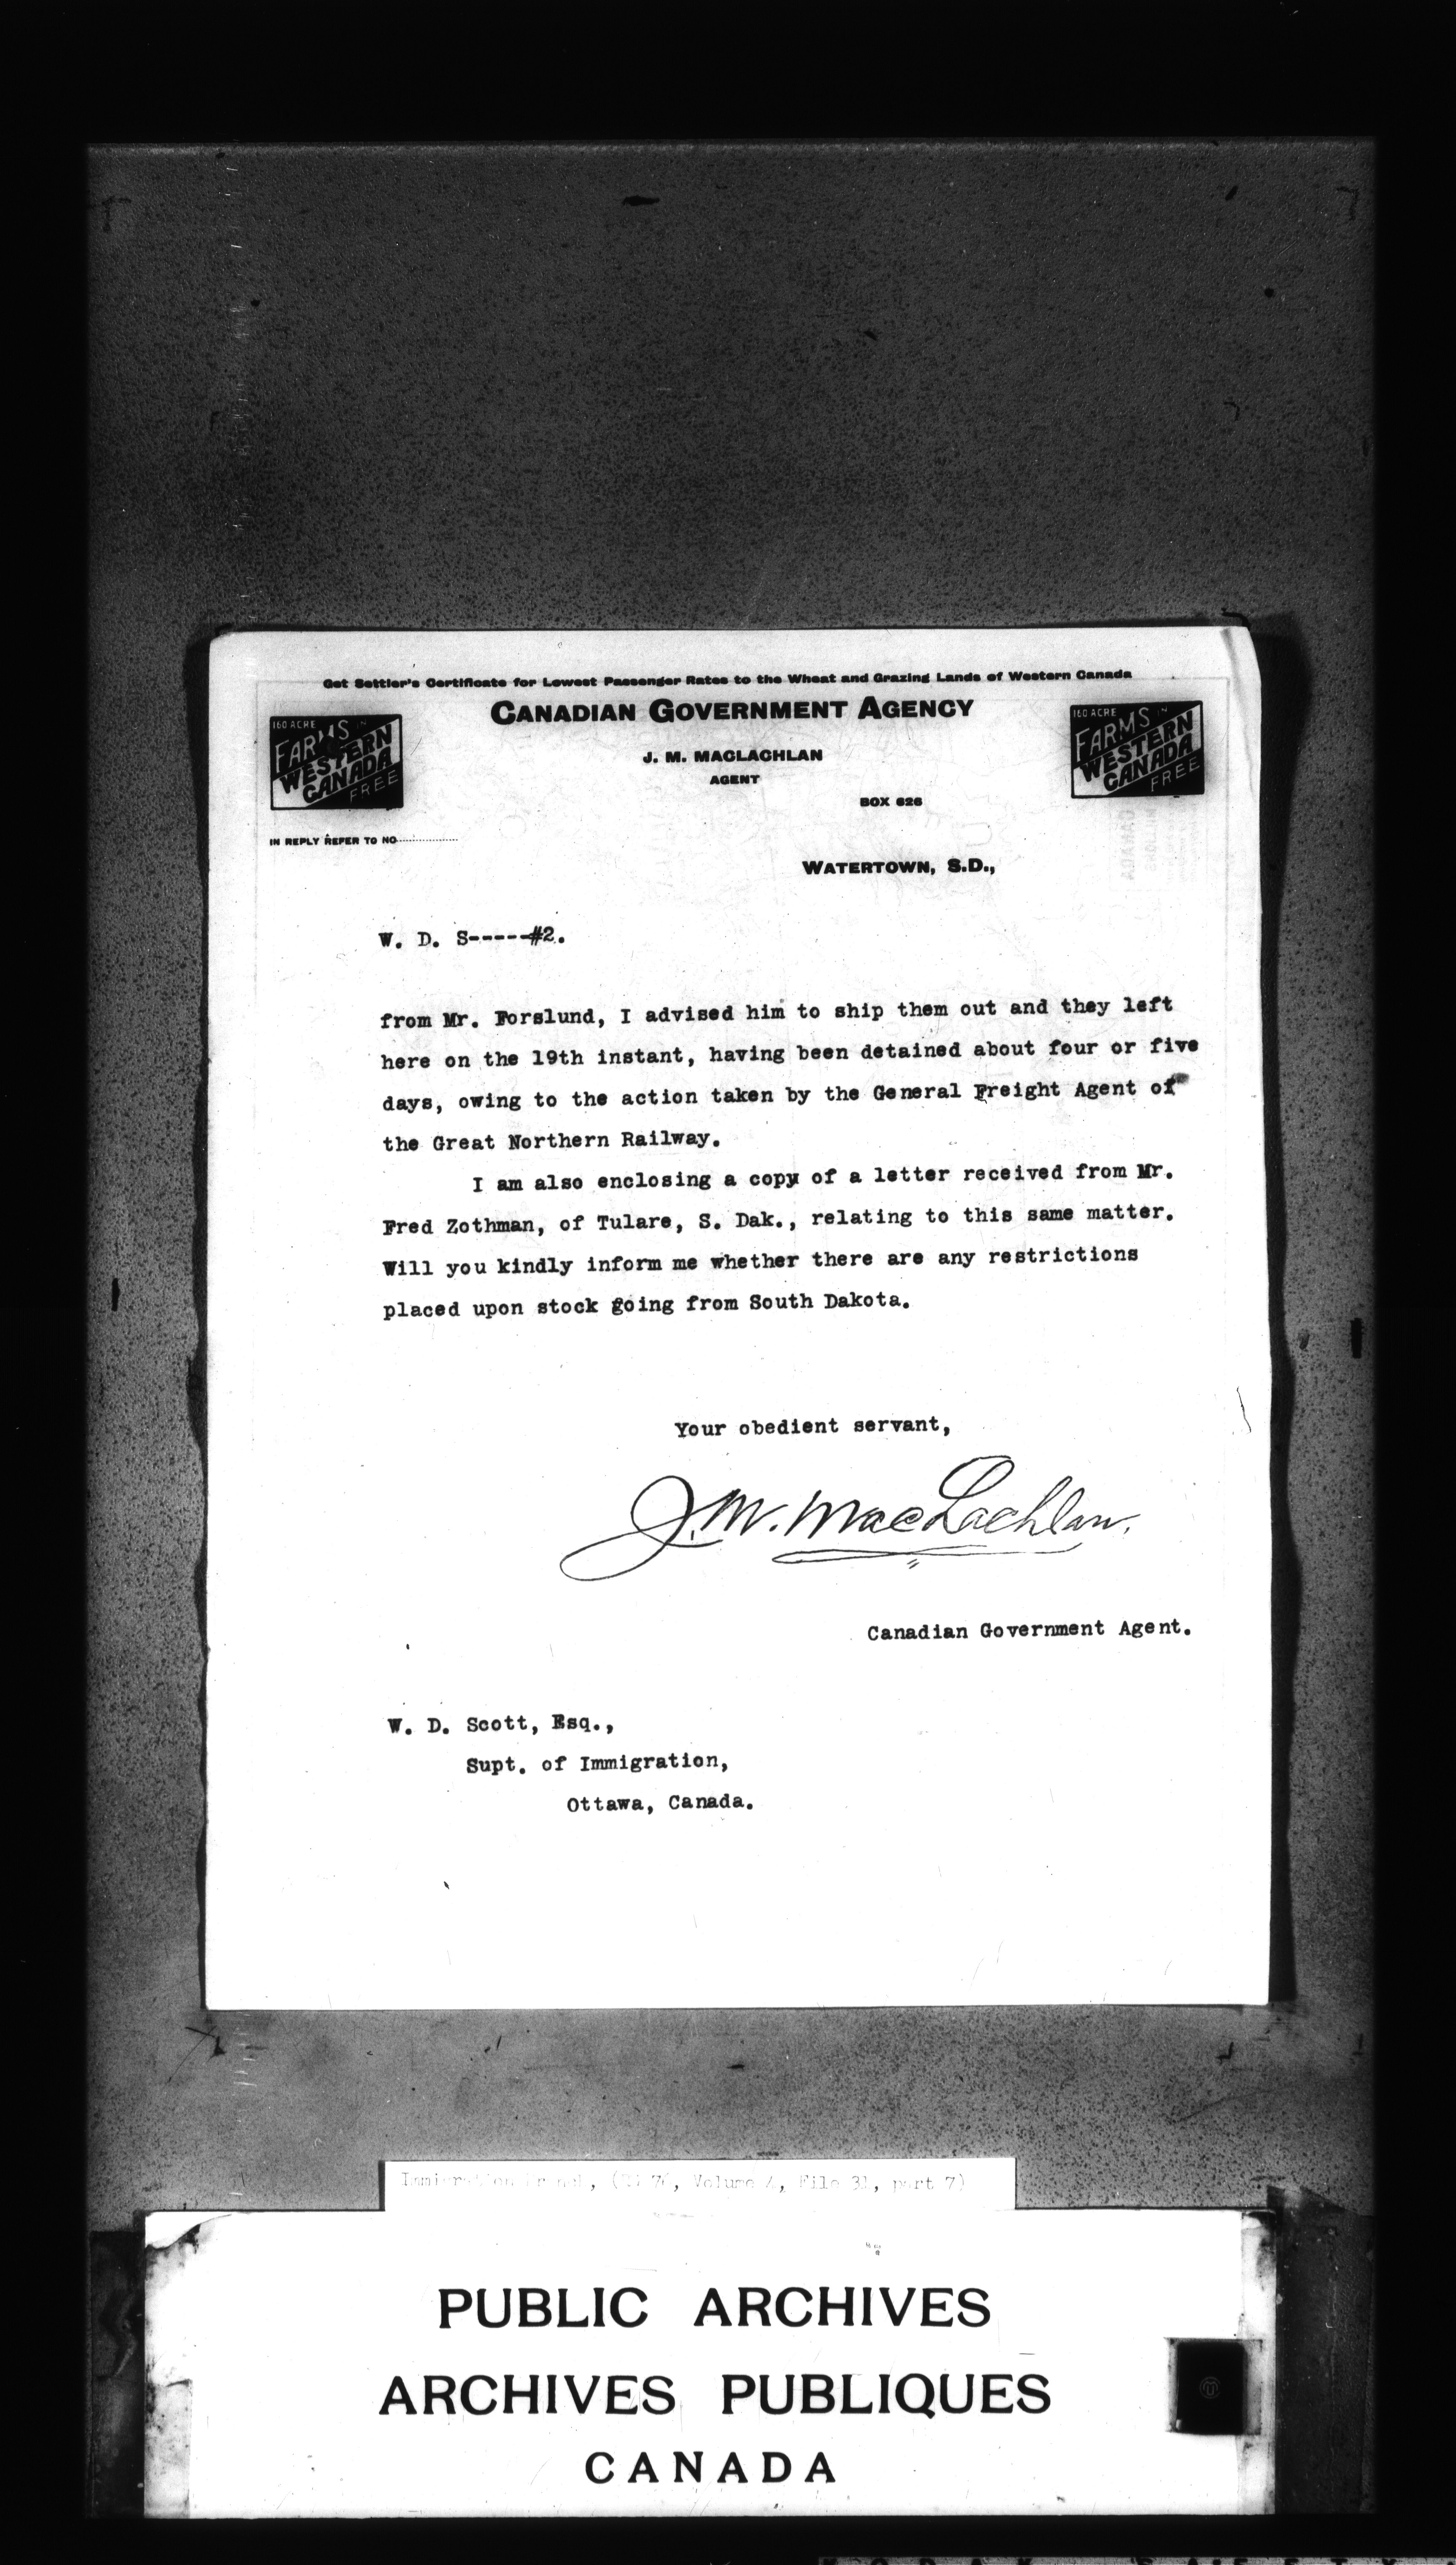 Get Settler's Certificate for Lowest Passenger Rates to the Wheat and Grazing Lands of Western Canada
CANADIAN GOVERNMENT AGENCY
160 ACRE
FARMS IN
WESTERN
CANADA
FREE
J. M. MACLACHLAN
AGENT
BOX 626
160 ACRE
FARMS IN
WESTERN
CANADA
FREE
IN REPLY REFER TO NO.
WATERTOWN, S.D.,
W. D. S-----#2.
from Mr. Forslund, I advised him to ship them out and they left
here on the 19th instant, having been detained about four or five
days, owing to the action taken by the General Freight Agent of
the Great Northern Railway.
I am also enclosing a copy of a letter received from Mr.
Fred Zothman, of Tulare, S. Dak., relating to this same matter.
Will you kindly inform me whether there are any restrictions
placed upon stock going from South Dakota.
Your obedient servant,
J. M. MacLachlan.
Canadian Government Agent.
W. D. Scott, Esq.,
Supt. of Immigration,
Ottawa, Canada.
Immigration Branch, (RG 76, Volume 4, File 31, part 7)
PUBLIC ARCHIVES
ARCHIVES PUBLIQUES
CANADA